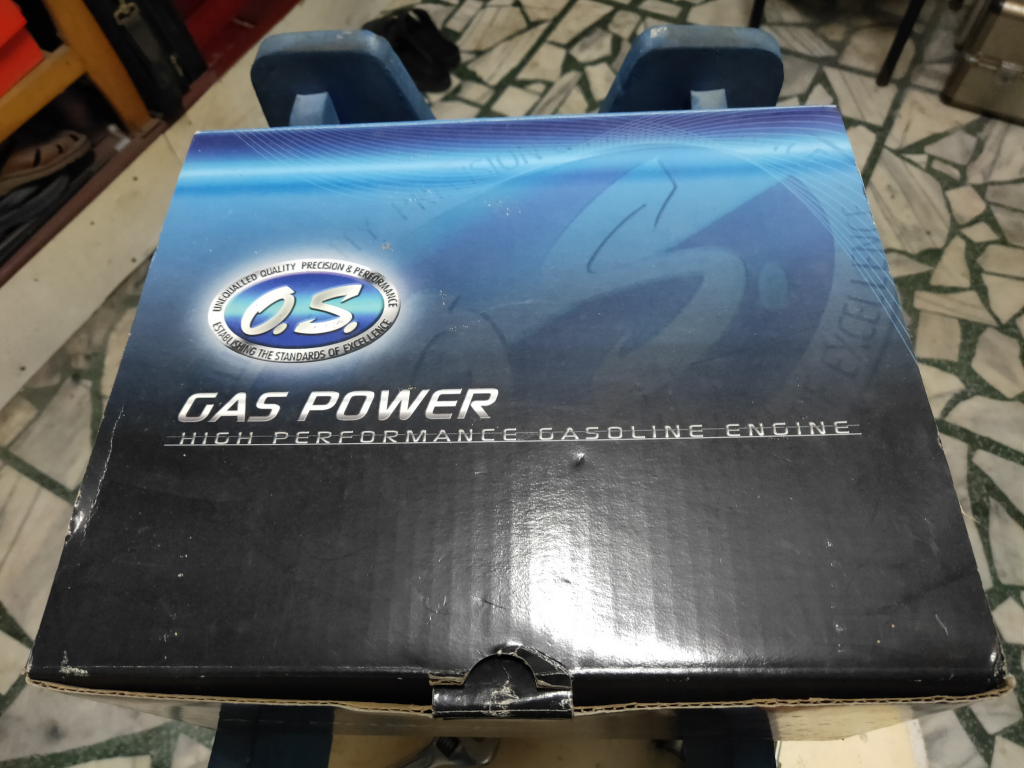 UNEQUALLED QUALITY PRECISION & PERFORMANCE
O.S.
ESTABLISHING THE STANDARDS OF EXCELLENCE
GAS POWER
HIGH PERFORMANCE GASOLINE ENGINE